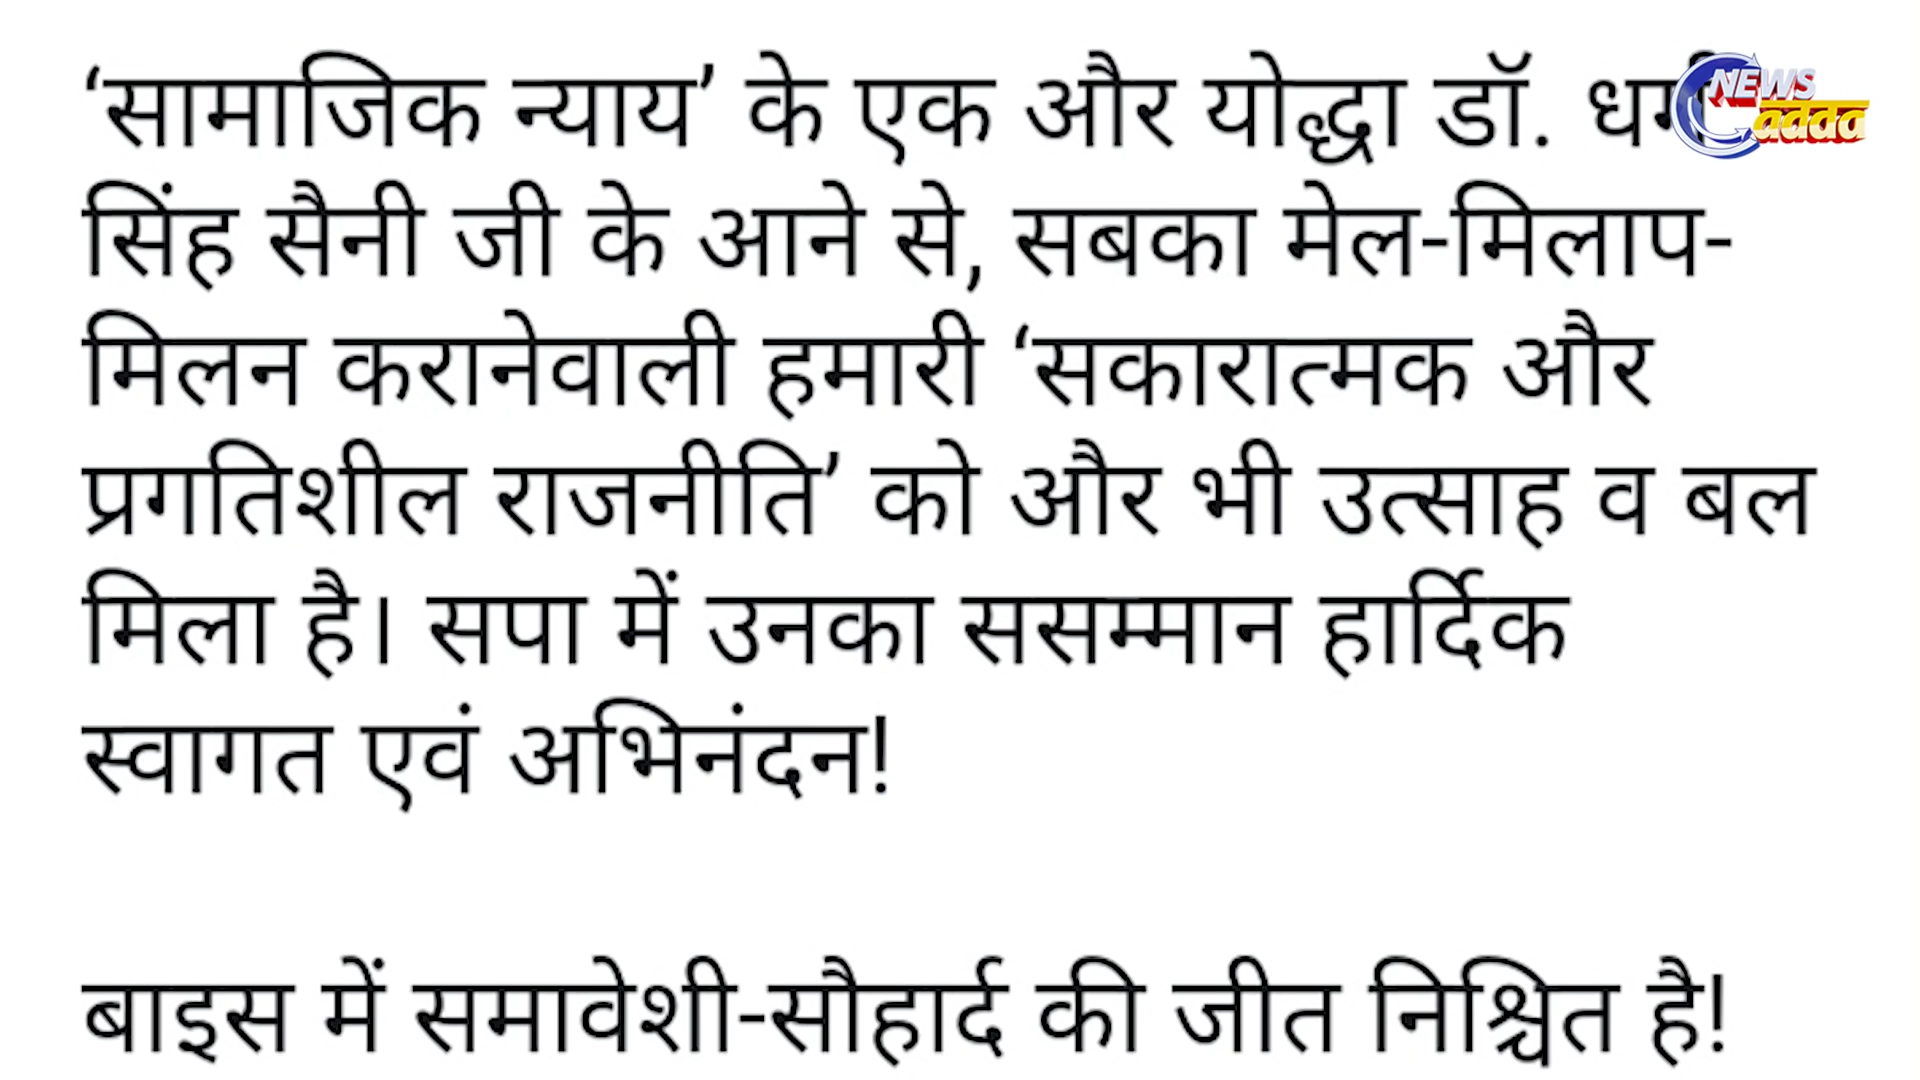 ‘सामाजिक न्याय’ के एक और योद्धा डॉ.
NEWS
adda
सिंह सैनी जी के आने से, सबका मेल-मिलाप-
मिलन करानेवाली हमारी ‘सकारात्मक और
प्रगतिशील राजनीति’ को और भी उत्साह व बल
मिला है। सपा में उनका ससम्मान हार्दिक
स्वागत एवं अभिनंदन!
बाइस में समावेशी-सौहार्द की जीत निश्चित है!